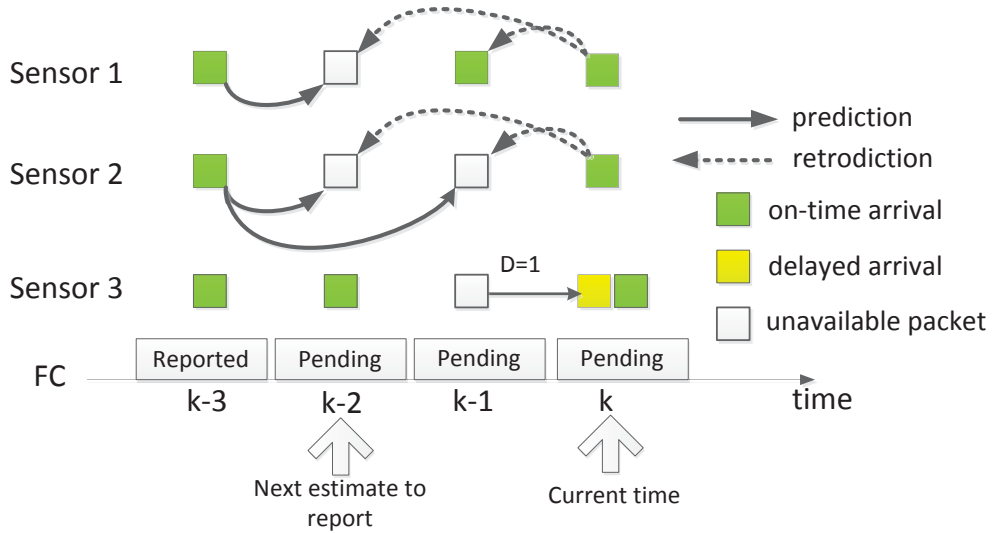 Sensor 1
prediction
Sensor 2
retrodiction
on-time arrival
D=1
delayed arrival
Sensor 3
unavailable packet
Reported
Pending
Pending
Pending
FC
k-3
k-2
k-1
k
time
Next estimate to
report
Current time